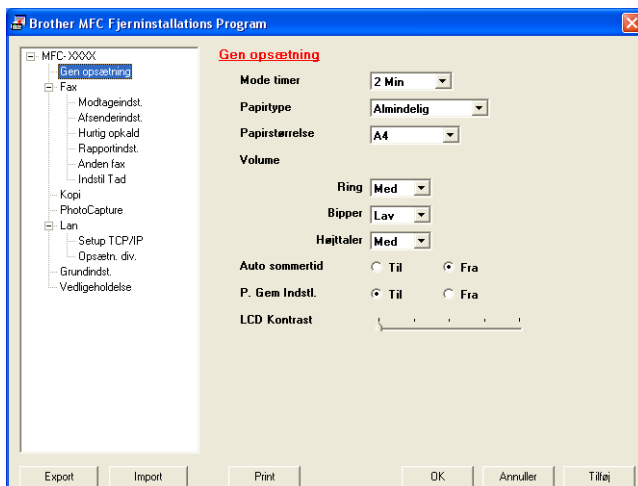 Brother MFC Fjerninstallations Program
MFC-XXXX
Gen opsætning
Fax
Modtageindst.
Afsenderindst.
Hurtig opkald
Rapportindst.
Anden fax
Indstil Tad
Kopi
PhotoCapture
Lan
Setup TCP/IP
Opsætn. div.
Grundindst.
Vedligeholdelse
Gen opsætning
Mode timer 2 Min
Papirtype Almindelig
Papirstørrelse A4
Volume
Ring Med
Bipper Lav
Højttaler Med
Auto sommertid Til Fra
P. Gem Indstl. Til Fra
LCD Kontrast
Export Import Print OK Annuller Tilføj